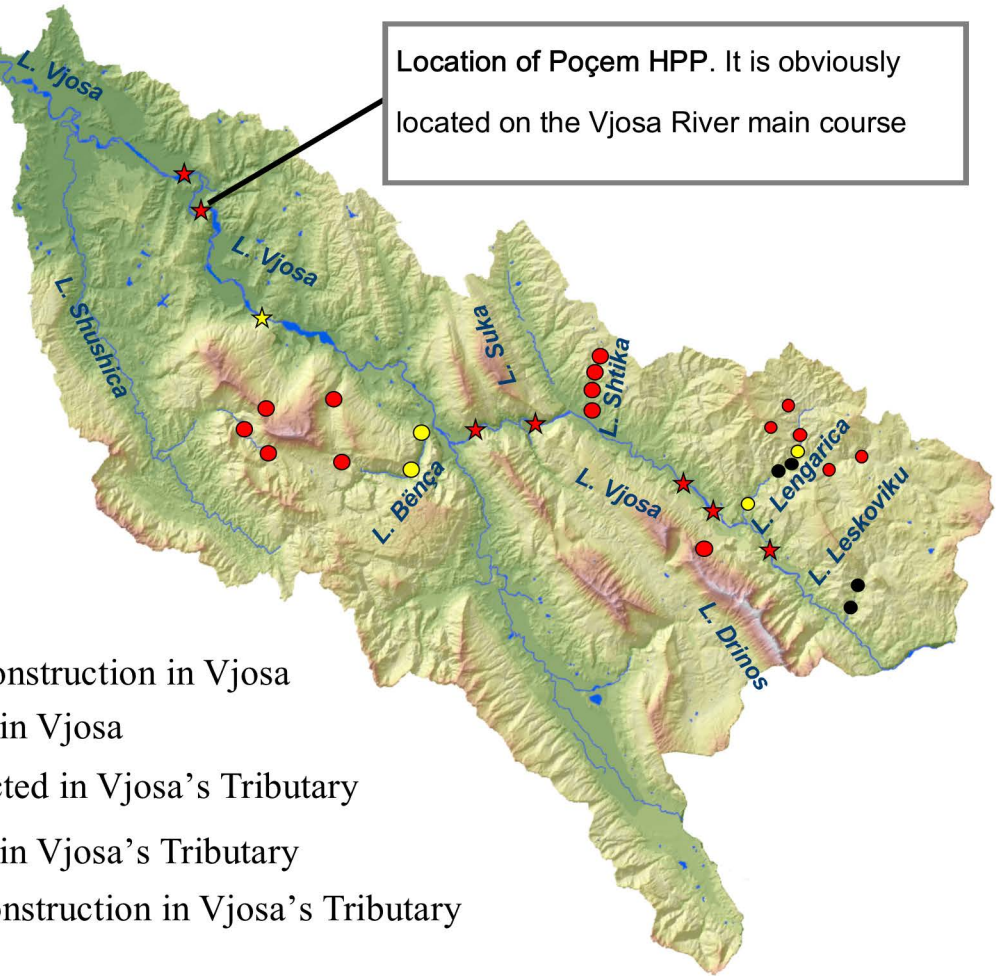 Location of Poçem HPP. It is obviously
located on the Vjosa River main course
L. Vjosa
L. Vjosa
L. Shushica
L. Suka
L. Shtika
L. Vjosa
L. Bënça
L. Lengarica
L. Leskoviku
L. Drinos
onstruction in Vjosa
in Vjosa
cted in Vjosa’s Tributary
in Vjosa’s Tributary
onstruction in Vjosa’s Tributary